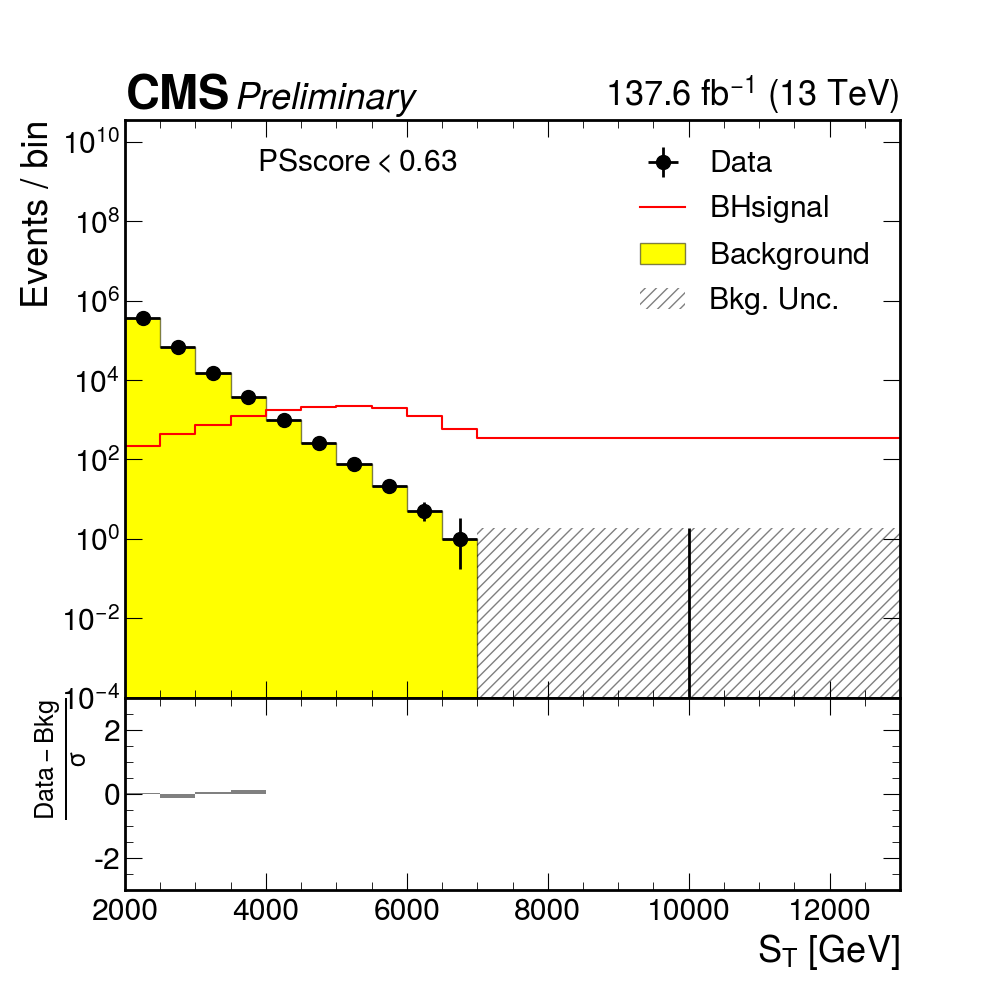 CMS Preliminary 137.6 fb⁻¹ (13 TeV)
Events / bin
PSscore < 0.63
Data
BHsignal
Background
Bkg. Unc.
10¹⁰
10⁸
10⁶
10⁴
10²
10⁰
10⁻²
10⁻⁴
Data − Bkg
σ
2
0
-2
2000 4000 6000 8000 10000 12000
S_T [GeV]